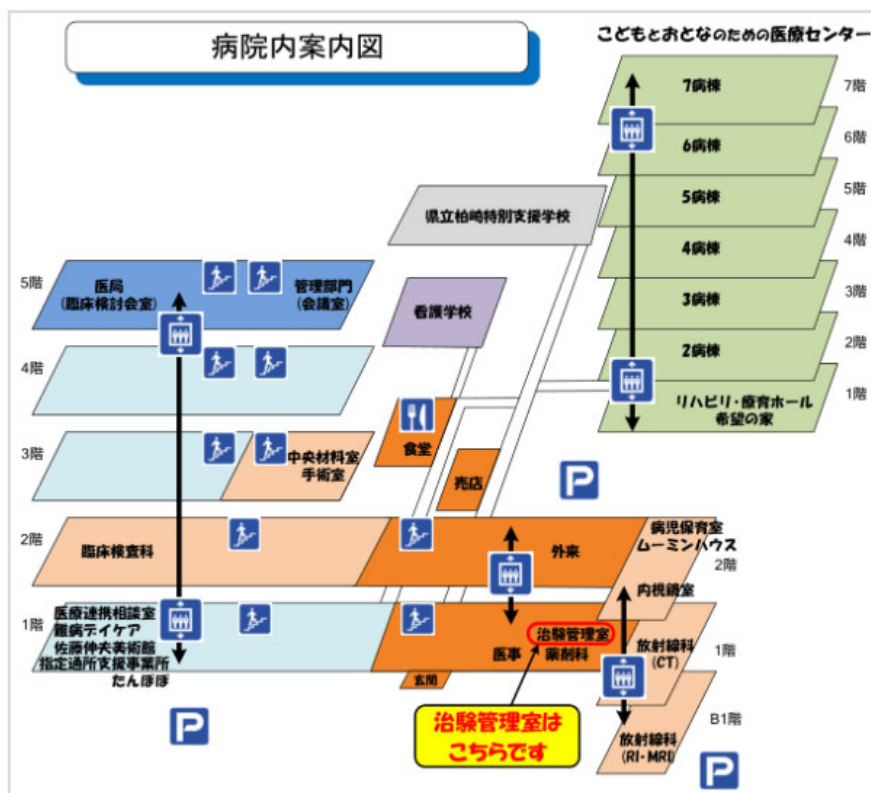 病院内案内図
こどもとおとなのための医療センター
7病棟
7階
6病棟
6階
5病棟
5階
4病棟
4階
3病棟
3階
2病棟
2階
リハビリ・療育ホール
希望の家
1階
県立柏崎特別支援学校
看護学校
食堂
売店
5階
医局
(臨床検討会室)
管理部門
(会議室)
4階
3階
中央材料室
手術室
2階
臨床検査科
外来
病児保育室
ムーミンハウス
2階
内視鏡室
1階
医療連携相談室
難病デイケア
佐藤伸夫美術館
指定通所支援事業所
たんぽぽ
医事
治験管理室
薬剤科
玄関
放射線科
(CT)
1階
放射線科
(RI・MRI)
B1階
治験管理室は
こちらです
P
P
P